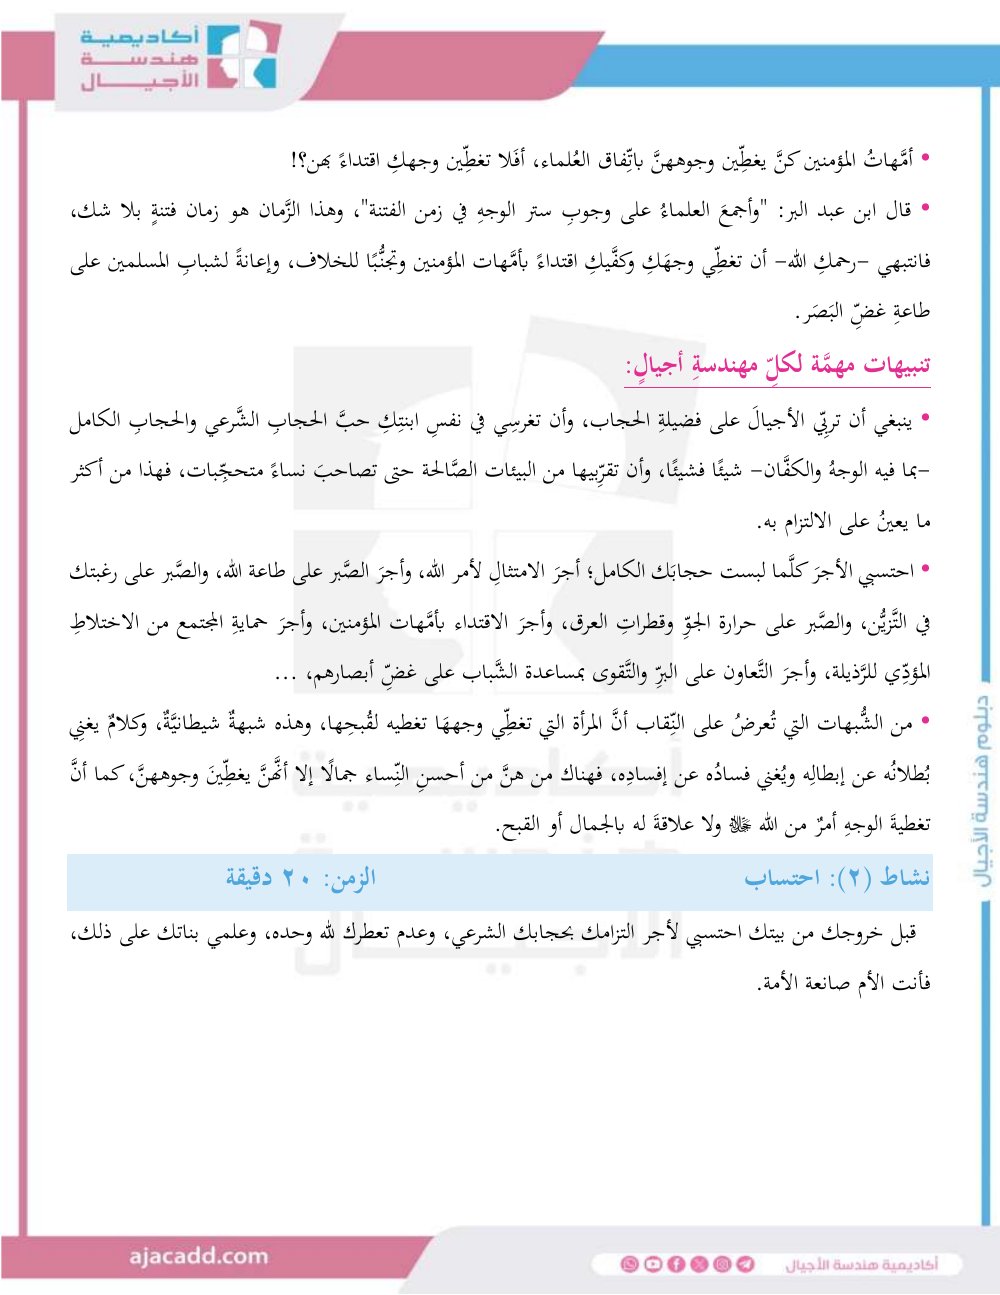 أكاديمية
هندسة
الأجيال
• أمَّهاتُ المؤمنين كنَّ يغطِّين وجوههنَّ باتِّفاق العُلماء، أفَلا تغطِّين وجهكِ اقتداءً بهن؟!
• قال ابن عبد البر: "وأجمعَ العلماءُ على وجوبِ ستر الوجهِ في زمن الفتنة"، وهذا الزَّمان هو زمان فتنةٍ بلا شك،
فانتبهي –رحمكِ الله– أن تغطِّي وجهَكِ وكفَّيكِ اقتداءً بأمَّهات المؤمنين وتجنُّبًا للخلاف، وإعانةً لشبابِ المسلمين على
طاعةِ غضِّ البَصَر.
تنبيهات مهمَّة لكلِّ مهندسةِ أجيالٍ:
• ينبغي أن تربِّي الأجيالَ على فضيلةِ الحجاب، وأن تغرسِي في نفسِ ابنتِكِ حبَّ الحجابِ الشَّرعي والحجابِ الكامل
–بما فيه الوجهُ والكفَّان– شيئًا فشيئًا، وأن تقرِّبيها من البيئات الصَّالحة حتى تصاحبَ نساءً متحجِّبات، فهذا من أكثر
ما يعينُ على الالتزام به.
• احتسبي الأجرَ كلَّما لبست حجابَك الكامل؛ أجرَ الامتثالِ لأمر الله، وأجرَ الصَّبر على طاعة الله، والصَّبر على رغبتك
في التَّزيُّن، والصَّبر على حرارة الجوِّ وقطراتِ العرق، وأجرَ الاقتداء بأمَّهات المؤمنين، وأجرَ حمايةِ المجتمع من الاختلاطِ
المؤدِّي للرَّذيلة، وأجرَ التَّعاون على البرِّ والتَّقوى بمساعدة الشَّباب على غضِّ أبصارهم، ...
• من الشُّبهات التي تُعرضُ على النِّقاب أنَّ المرأة التي تغطِّي وجههَا تغطيه لقُبحِها، وهذه شبهةٌ شيطانيَّةٌ، وكلامٌ يغنِي
بُطلانُه عن إبطالِه ويُغني فسادُه عن إفسادِه، فهناك من هنَّ من أحسنِ النِّساء جمالًا إلا أنَّهنَّ يغطِّينَ وجوههنَّ، كما أنَّ
تغطيةَ الوجهِ أمرٌ من الله ﷻ ولا علاقةَ له بالجمال أو القبح.
نشاط (٢): احتساب الزمن: ٢٠ دقيقة
قبل خروجك من بيتك احتسبي لأجر التزامك بحجابك الشرعي، وعدم تعطرك لله وحده، وعلمي بناتك على ذلك،
فأنت الأم صانعة الأمة.
دبلوم هندسة الأجيال
أكاديمية هندسة الأجيال
ajacadd.com